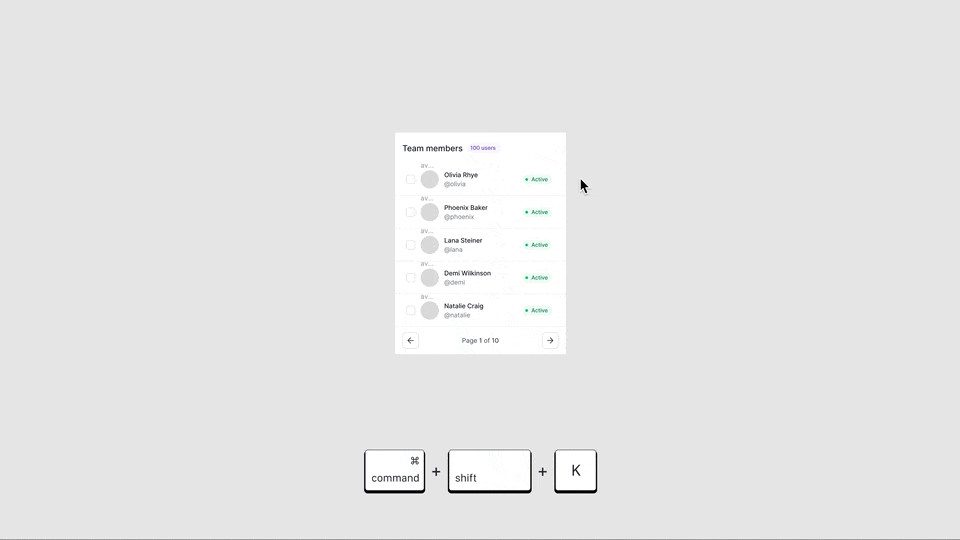 Team members 100 users
av...
Olivia Rhye
@olivia
Active
av...
Phoenix Baker
@phoenix
Active
av...
Lana Steiner
@lana
Active
av...
Demi Wilkinson
@demi
Active
av...
Natalie Craig
@natalie
Active
Page 1 of 10
⌘
command + shift + K